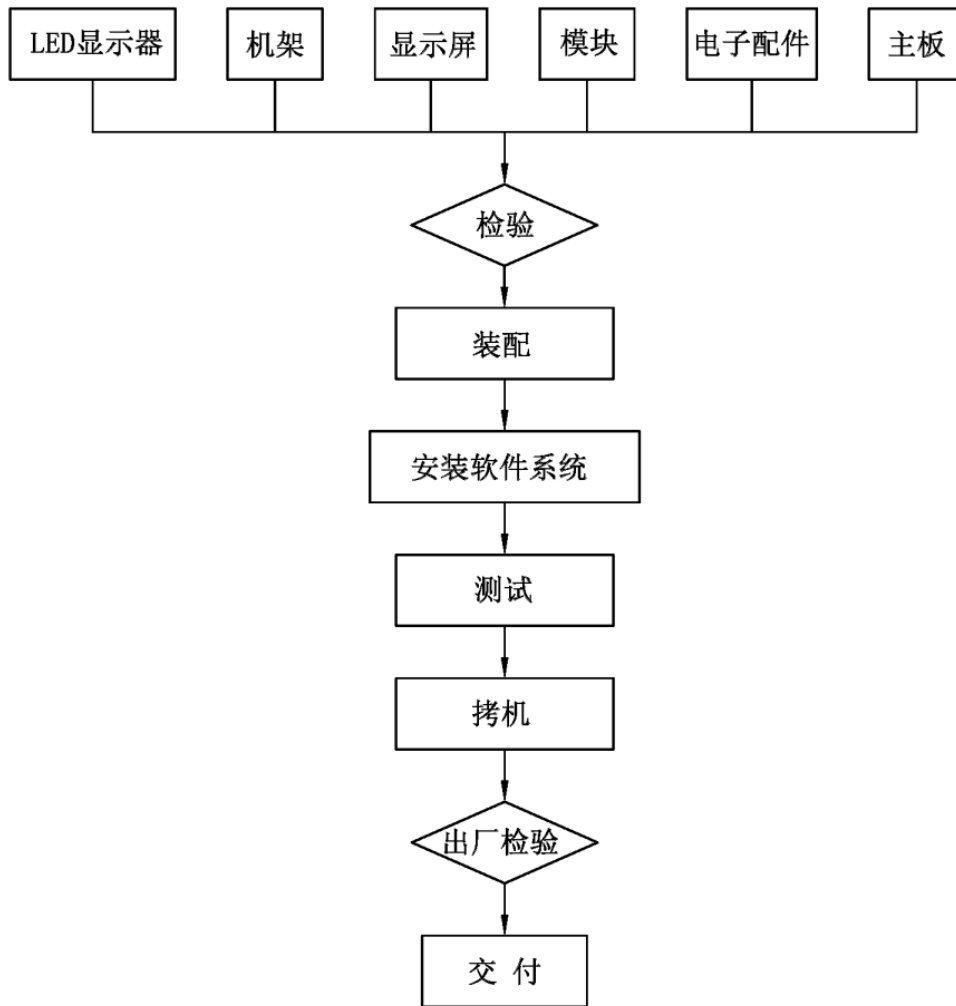 LED显示器
机架
显示屏
模块
电子配件
主板
检验
装配
安装软件系统
测试
拷机
出厂检验
交 付